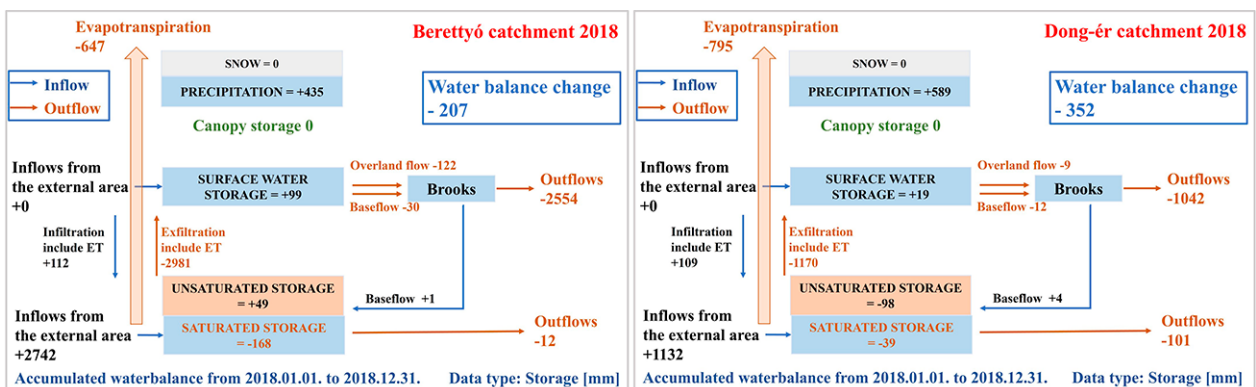 Evapotranspiration
-647
Berettyó catchment 2018
Inflow
Outflow
SNOW = 0
PRECIPITATION = +435
Canopy storage 0
Water balance change
- 207
Inflows from
the external area
+0
SURFACE WATER
STORAGE = +99
Overland flow -122
Baseflow -30
Brooks
Outflows
-2554
Infiltration
include ET
+112
Exfiltration
include ET
-2981
UNSATURATED STORAGE
= +49
Baseflow +1
Inflows from
the external area
+2742
SATURATED STORAGE
= -168
Outflows
-12
Accumulated waterbalance from 2018.01.01. to 2018.12.31. Data type: Storage [mm]
Evapotranspiration
-795
Dong-ér catchment 2018
Inflow
Outflow
SNOW = 0
PRECIPITATION = +589
Canopy storage 0
Water balance change
- 352
Inflows from
the external area
+0
SURFACE WATER
STORAGE = +19
Overland flow -9
Baseflow -12
Brooks
Outflows
-1042
Infiltration
include ET
+109
Exfiltration
include ET
-1170
UNSATURATED STORAGE
= -98
Baseflow +4
Inflows from
the external area
+1132
SATURATED STORAGE
= -39
Outflows
-101
Accumulated waterbalance from 2018.01.01. to 2018.12.31. Data type: Storage [mm]